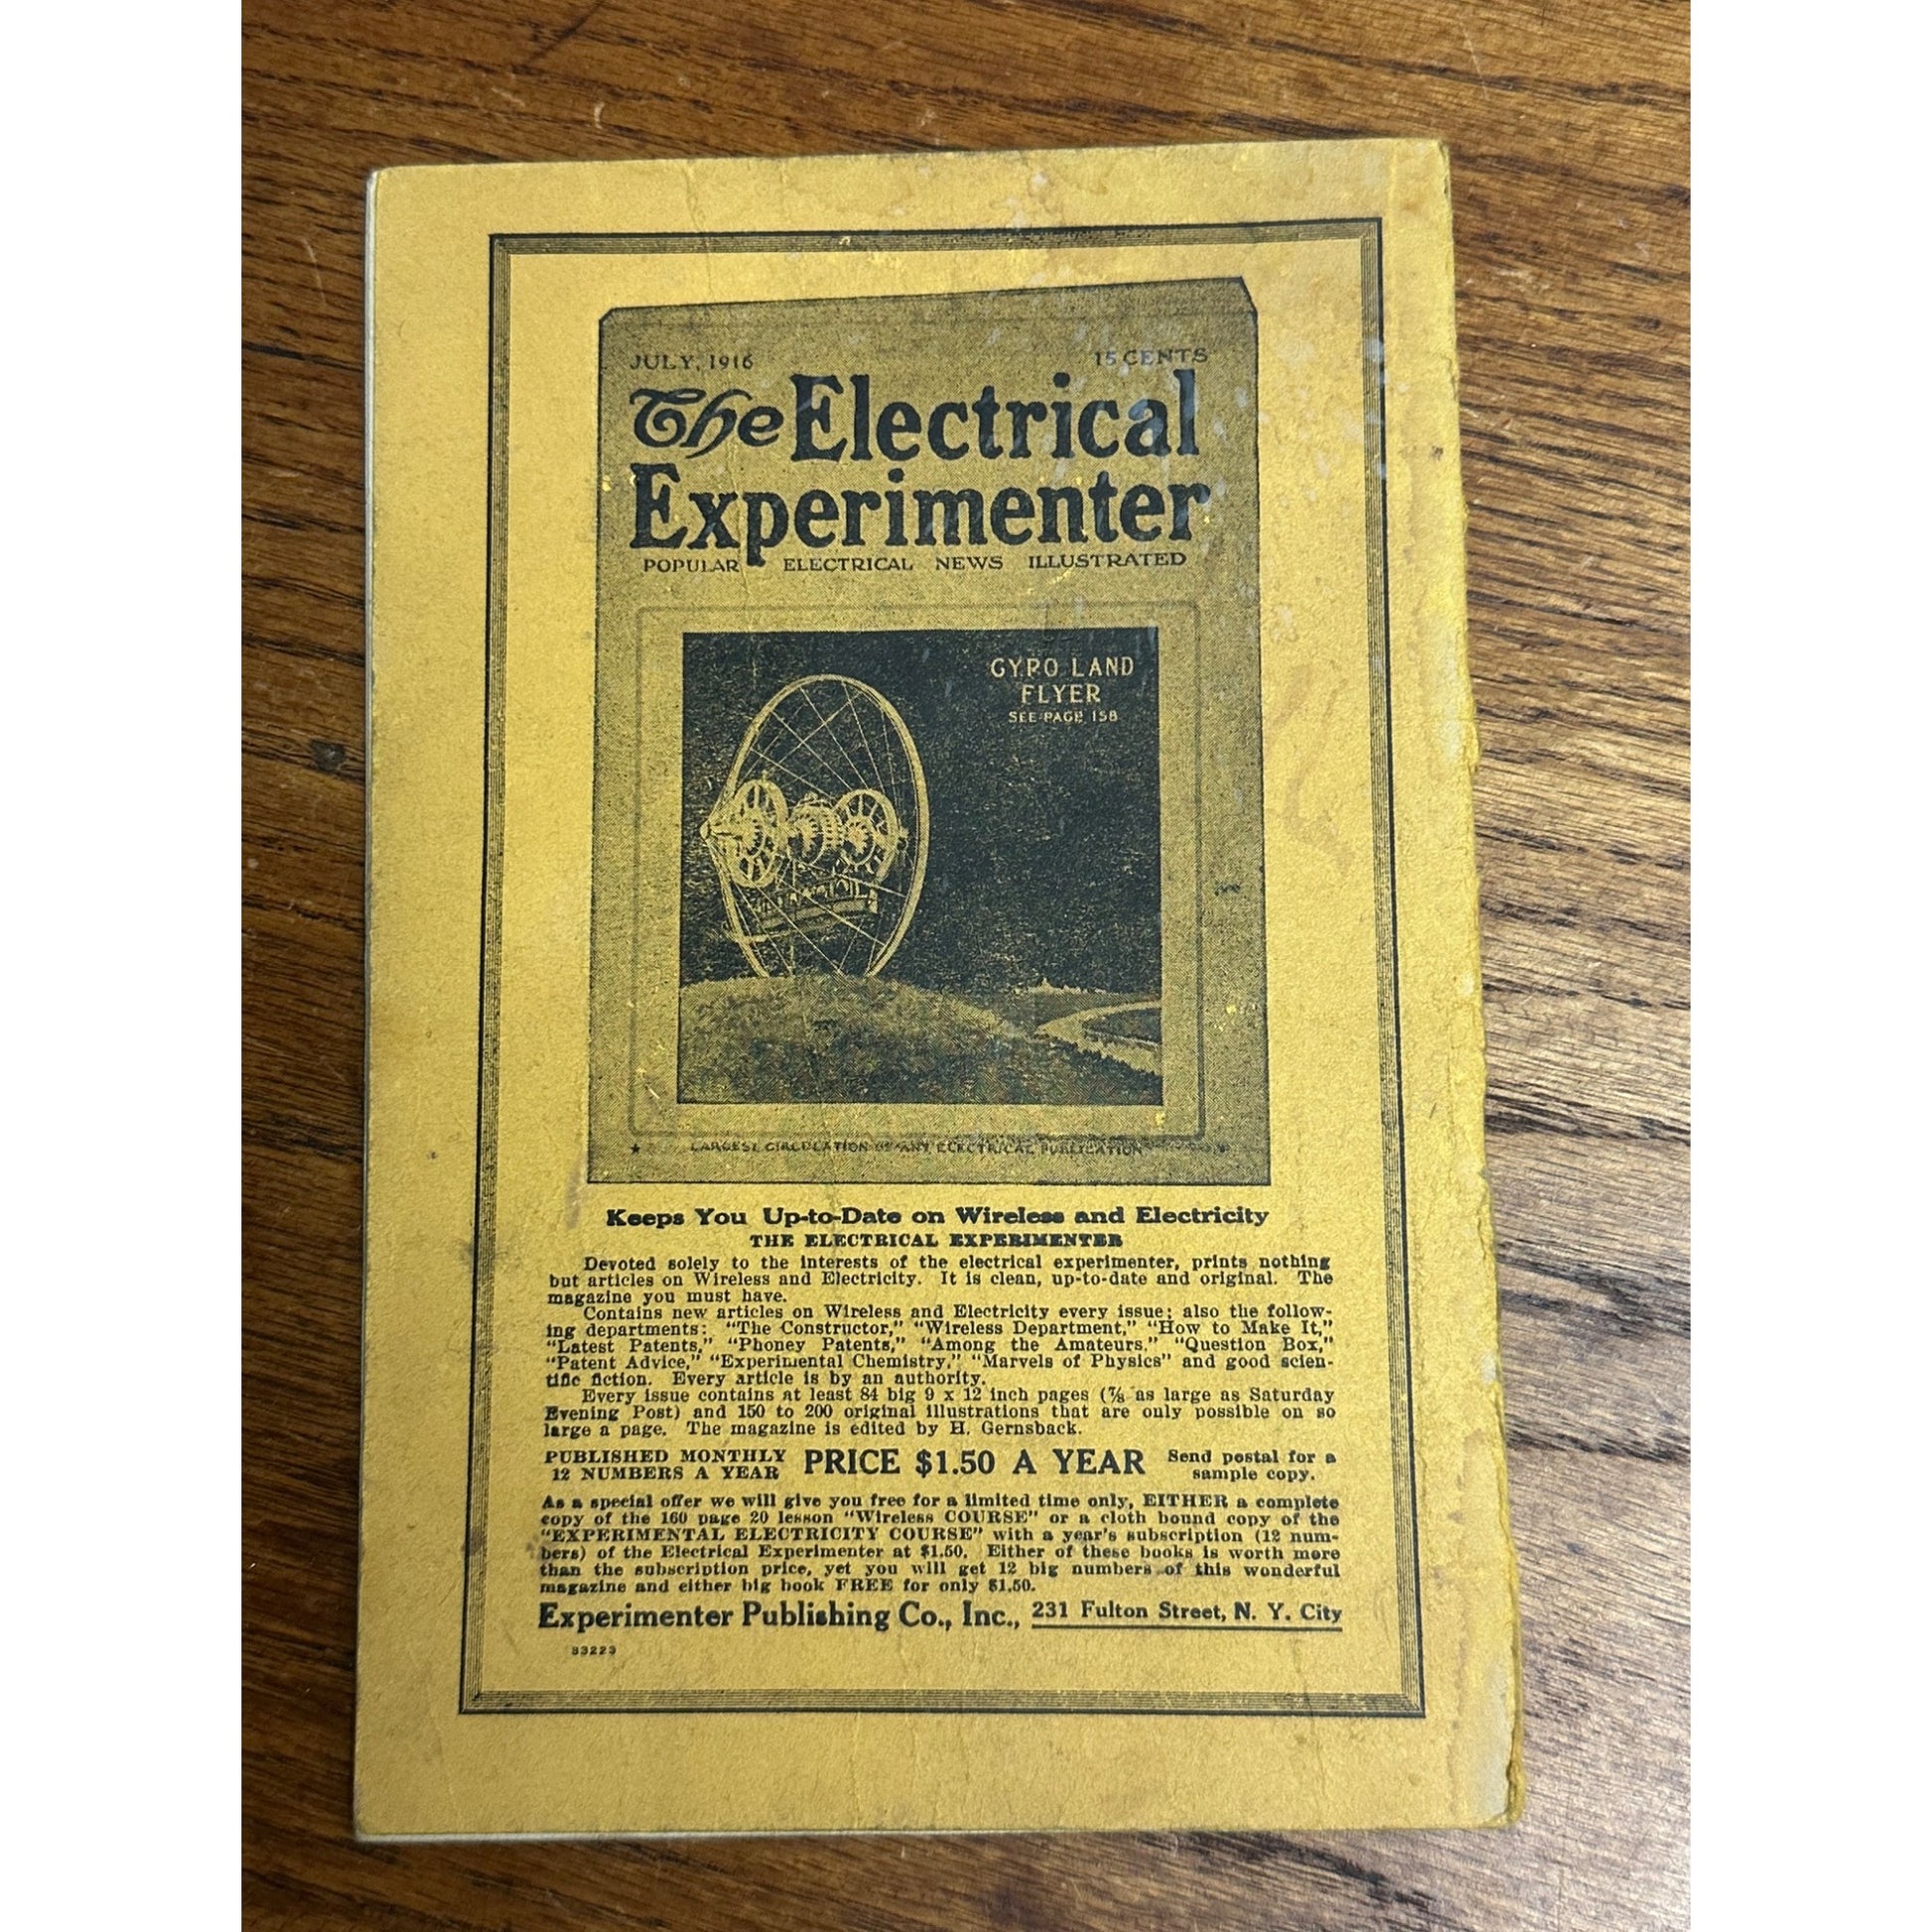 JULY, 1916 15 CENTS
The Electrical
Experimenter
POPULAR ELECTRICAL NEWS ILLUSTRATED
GYRO LAND
FLYER
SEE PAGE 158
LARGEST CIRCULATION OF ANY ELECTRICAL PUBLICATION
Keeps You Up-to-Date on Wireless and Electricity
THE ELECTRICAL EXPERIMENTER
Devoted solely to the interests of the electrical experimenter, prints nothing
but articles on Wireless and Electricity. It is clean, up-to-date and original. The
magazine you must have.
Contains new articles on Wireless and Electricity every issue; also the follow-
ing departments: "The Constructor," "Wireless Department," "How to Make It,"
"Latest Patents," "Phoney Patents," "Among the Amateurs," "Question Box,"
"Patent Advice," "Experimental Chemistry," "Marvels of Physics" and good scien-
tific fiction. Every article is by an authority.
Every issue contains at least 84 big 9 x 12 inch pages (⅞ as large as Saturday
Evening Post) and 150 to 200 original illustrations that are only possible on so
large a page. The magazine is edited by H. Gernsback.
PUBLISHED MONTHLY
12 NUMBERS A YEAR
PRICE $1.50 A YEAR
Send postal for a
sample copy.
As a special offer we will give you free for a limited time only, EITHER a complete
copy of the 160 page 20 lesson "Wireless COURSE" or a cloth bound copy of the
"EXPERIMENTAL ELECTRICITY COURSE" with a year's subscription (12 num-
bers) of the Electrical Experimenter at $1.50. Either of these books is worth more
than the subscription price, yet you will get 12 big numbers of this wonderful
magazine and either big book FREE for only $1.50.
Experimenter Publishing Co., Inc., 231 Fulton Street, N. Y. City
83223